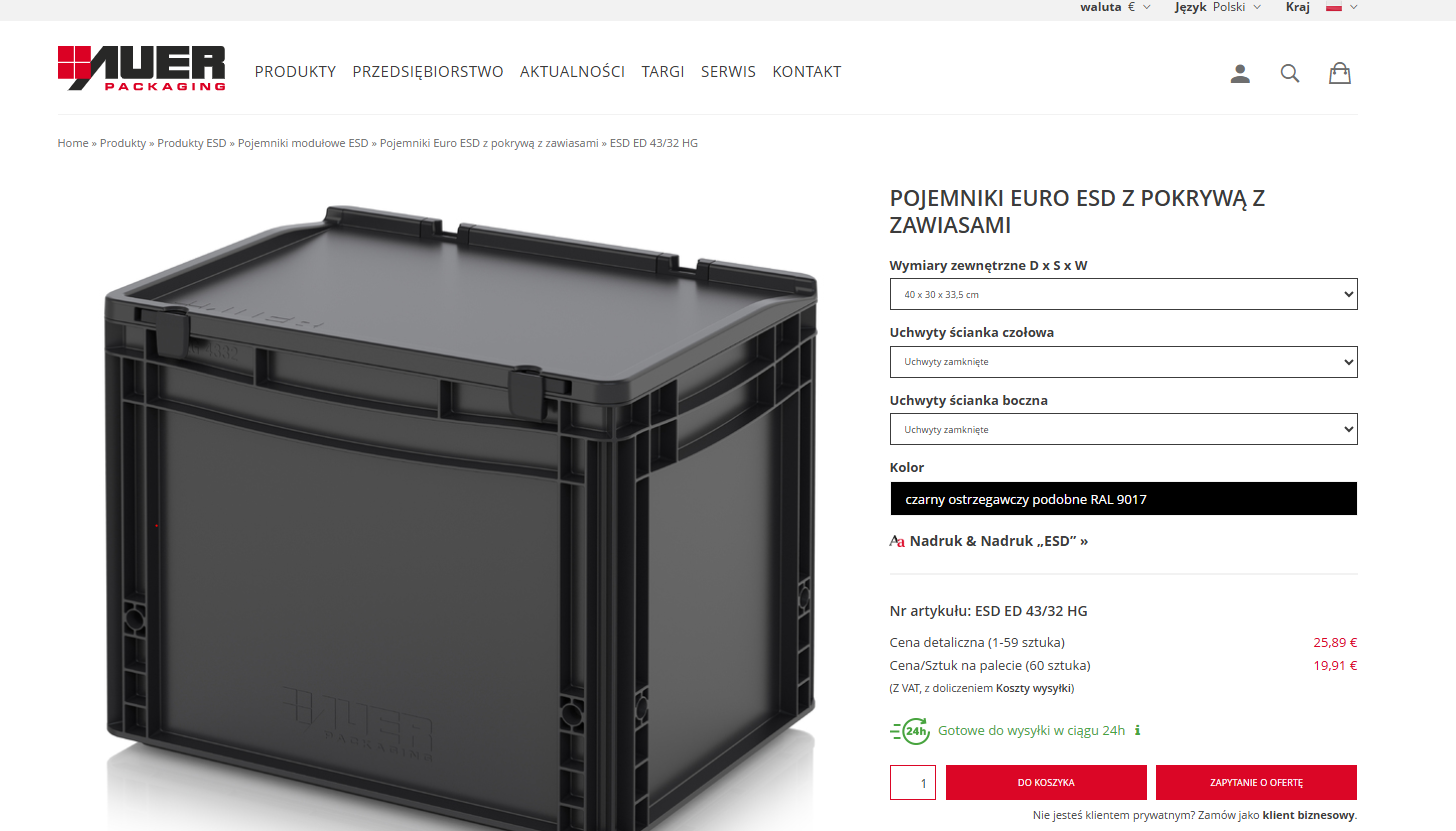 waluta € Język Polski Kraj
AUER
PACKAGING
PRODUKTY PRZEDSIĘBIORSTWO AKTUALNOŚCI TARGI SERWIS KONTAKT
Home » Produkty » Produkty ESD » Pojemniki modułowe ESD » Pojemniki Euro ESD z pokrywą z zawiasami » ESD ED 43/32 HG
POJEMNIKI EURO ESD Z POKRYWĄ Z
ZAWIASAMI
Wymiary zewnętrzne D x S x W
40 x 30 x 33,5 cm
Uchwyty ścianka czołowa
Uchwyty zamknięte
Uchwyty ścianka boczna
Uchwyty zamknięte
Kolor
czarny ostrzegawczy podobne RAL 9017
Aa Nadruk & Nadruk „ESD” »
Nr artykułu: ESD ED 43/32 HG
Cena detaliczna (1-59 sztuka) 25,89 €
Cena/Sztuk na palecie (60 sztuka) 19,91 €
(Z VAT, z doliczeniem Koszty wysyłki)
24h Gotowe do wysyłki w ciągu 24h i
1 DO KOSZYKA ZAPYTANIE O OFERTĘ
Nie jesteś klientem prywatnym? Zamów jako klient biznesowy.
AUER
PACKAGING